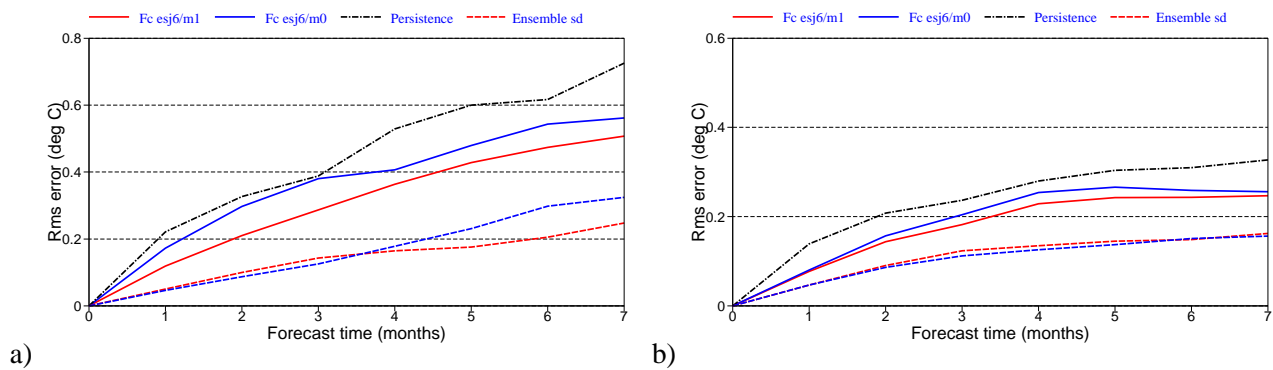 Fc esj6/m1 Fc esj6/m0 Persistence Ensemble sd
0.8
0.6
0.4
0.2
0
Rms error (deg C)
0 1 2 3 4 5 6 7
Forecast time (months)
a)
Fc esj6/m1 Fc esj6/m0 Persistence Ensemble sd
0.6
0.4
0.2
0
Rms error (deg C)
0 1 2 3 4 5 6 7
Forecast time (months)
b)